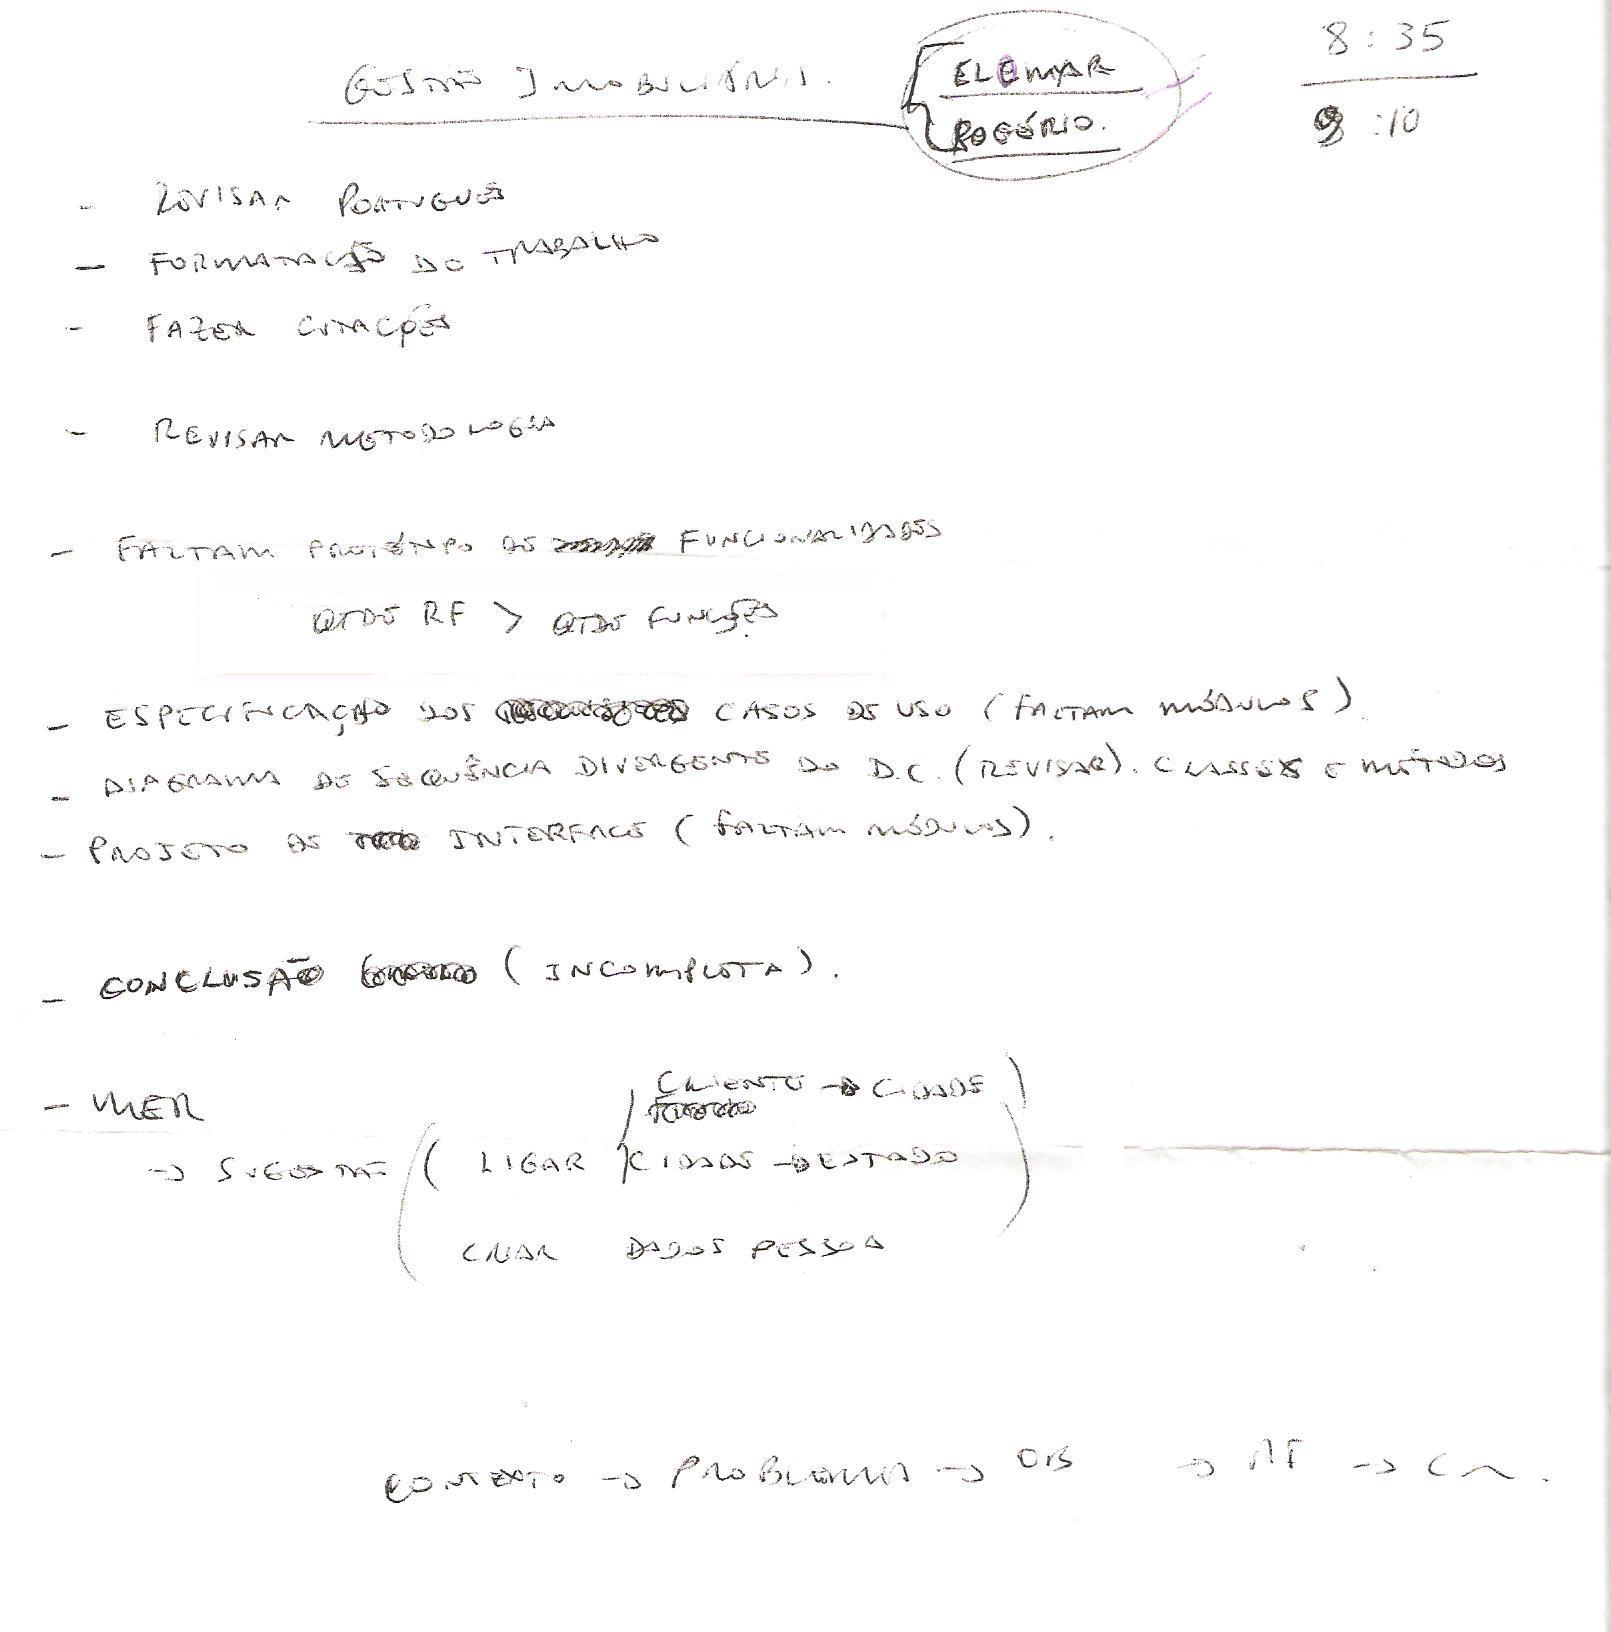 GESTÃO IMOBILIÁRIA.
ELEMAR
ROGÉRIO.
8:35
9:10
- REVISAR PORTUGUÊS
- FORMATAÇÃO DO TRABALHO
- FAZER CITAÇÕES
- REVISAR METODOLOGIA
- FALTAM PROTÓTIPO DE FUNCIONALIDADES
QTDE RF > QTDE FUNÇÕES
- ESPECIFICAÇÃO DOS CASOS DE USO (FALTAM MÓDULOS).
- DIAGRAMA DE SEQUÊNCIA DIVERGENTE DO D.C. (REVISAR). CLASSES E MÉTODOS
- PROJETO DE INTERFACE (FALTAM MÓDULOS).
- CONCLUSÃO (INCOMPLETA).
- MER
CLIENTE → CIDADE
→ SUGESTÃO ( LIGAR CIDADE → ESTADO
CRIAR DADOS PESSOA
CONTEXTO → PROBLEMA → OB → →